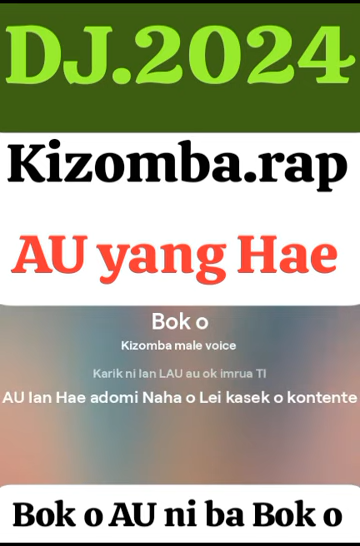 DJ.2024
Kizomba.rap
AU yang Hae
Bok o
Kizomba male voice
Karik ni lan LAU au ok imrua TI
AU lan Hae adomi Naha o Lei kasek o kontente
Bok o AU ni ba Bok o